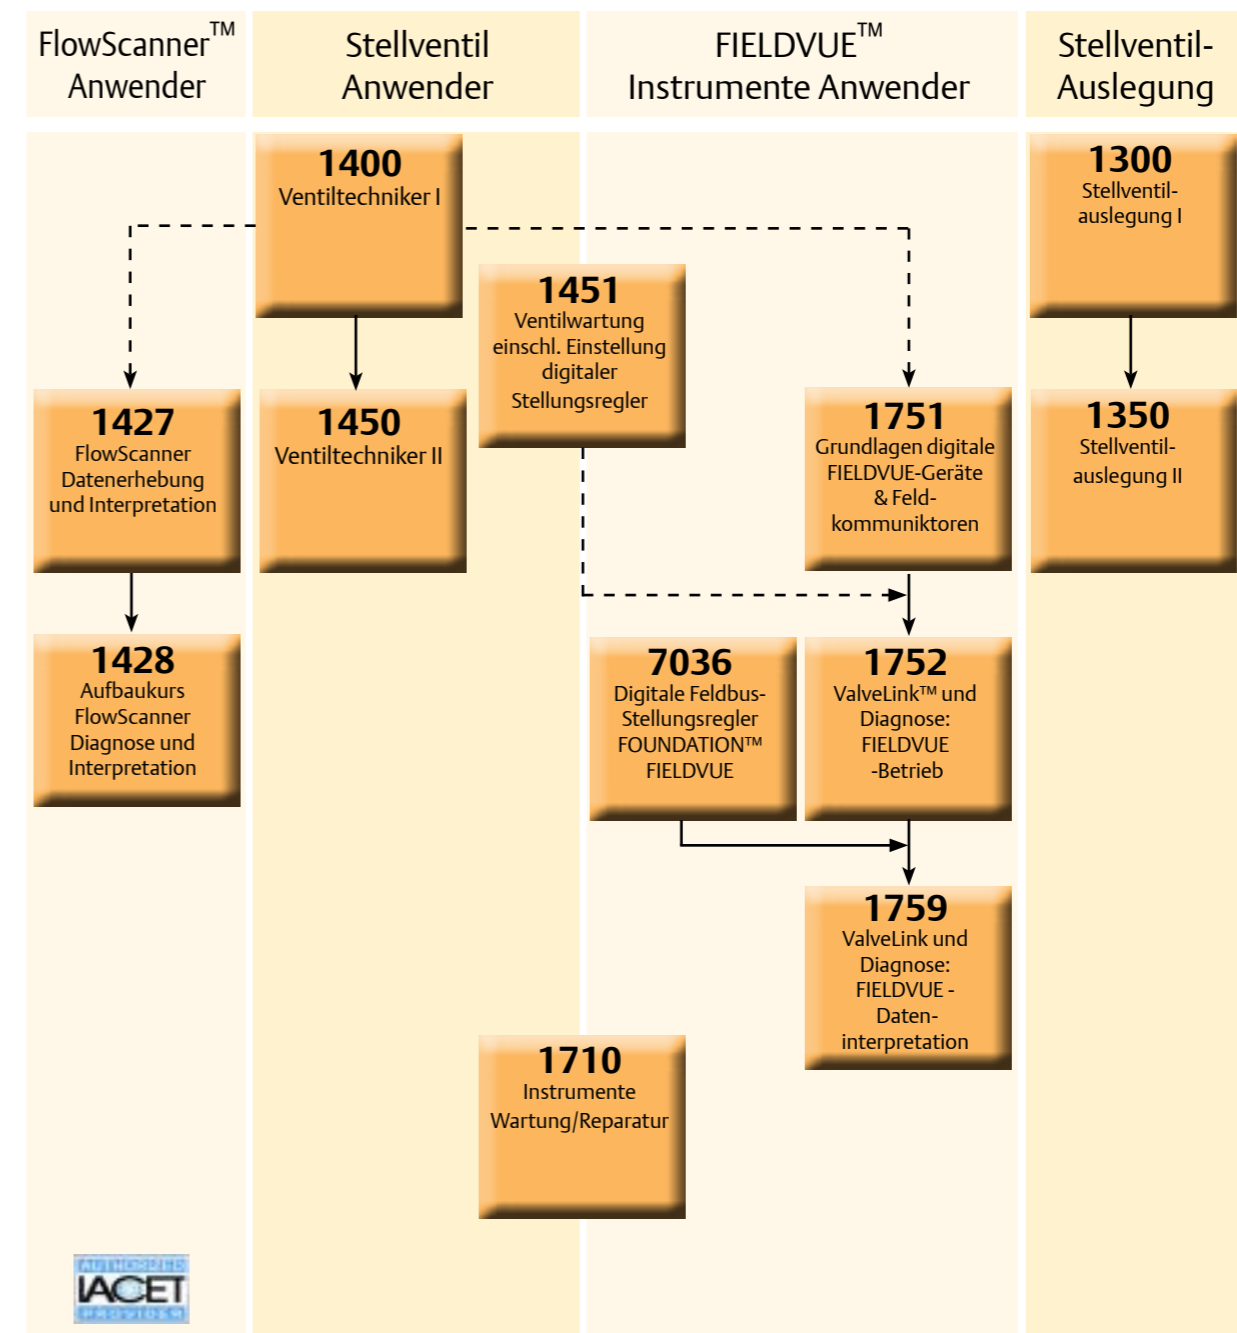 FlowScanner™
Anwender
Stellventil
Anwender
FIELDVUE™
Instrumente Anwender
Stellventil-
Auslegung
1400
Ventiltechniker I
1300
Stellventil-
auslegung I
1451
Ventilwartung
einschl. Einstellung
digitaler
Stellungsregler
1427
FlowScanner
Datenerhebung
und Interpretation
1450
Ventiltechniker II
1751
Grundlagen digitale
FIELDVUE-Geräte
& Feld-
kommuniktoren
1350
Stellventil-
auslegung II
1428
Aufbaukurs
FlowScanner
Diagnose und
Interpretation
7036
Digitale Feldbus-
Stellungsregler
FOUNDATION™
FIELDVUE
1752
ValveLink™ und
Diagnose:
FIELDVUE
-Betrieb
1759
ValveLink und
Diagnose:
FIELDVUE -
Daten-
interpretation
1710
Instrumente
Wartung/Reparatur
AUTHORIZED
IACET
PROVIDER